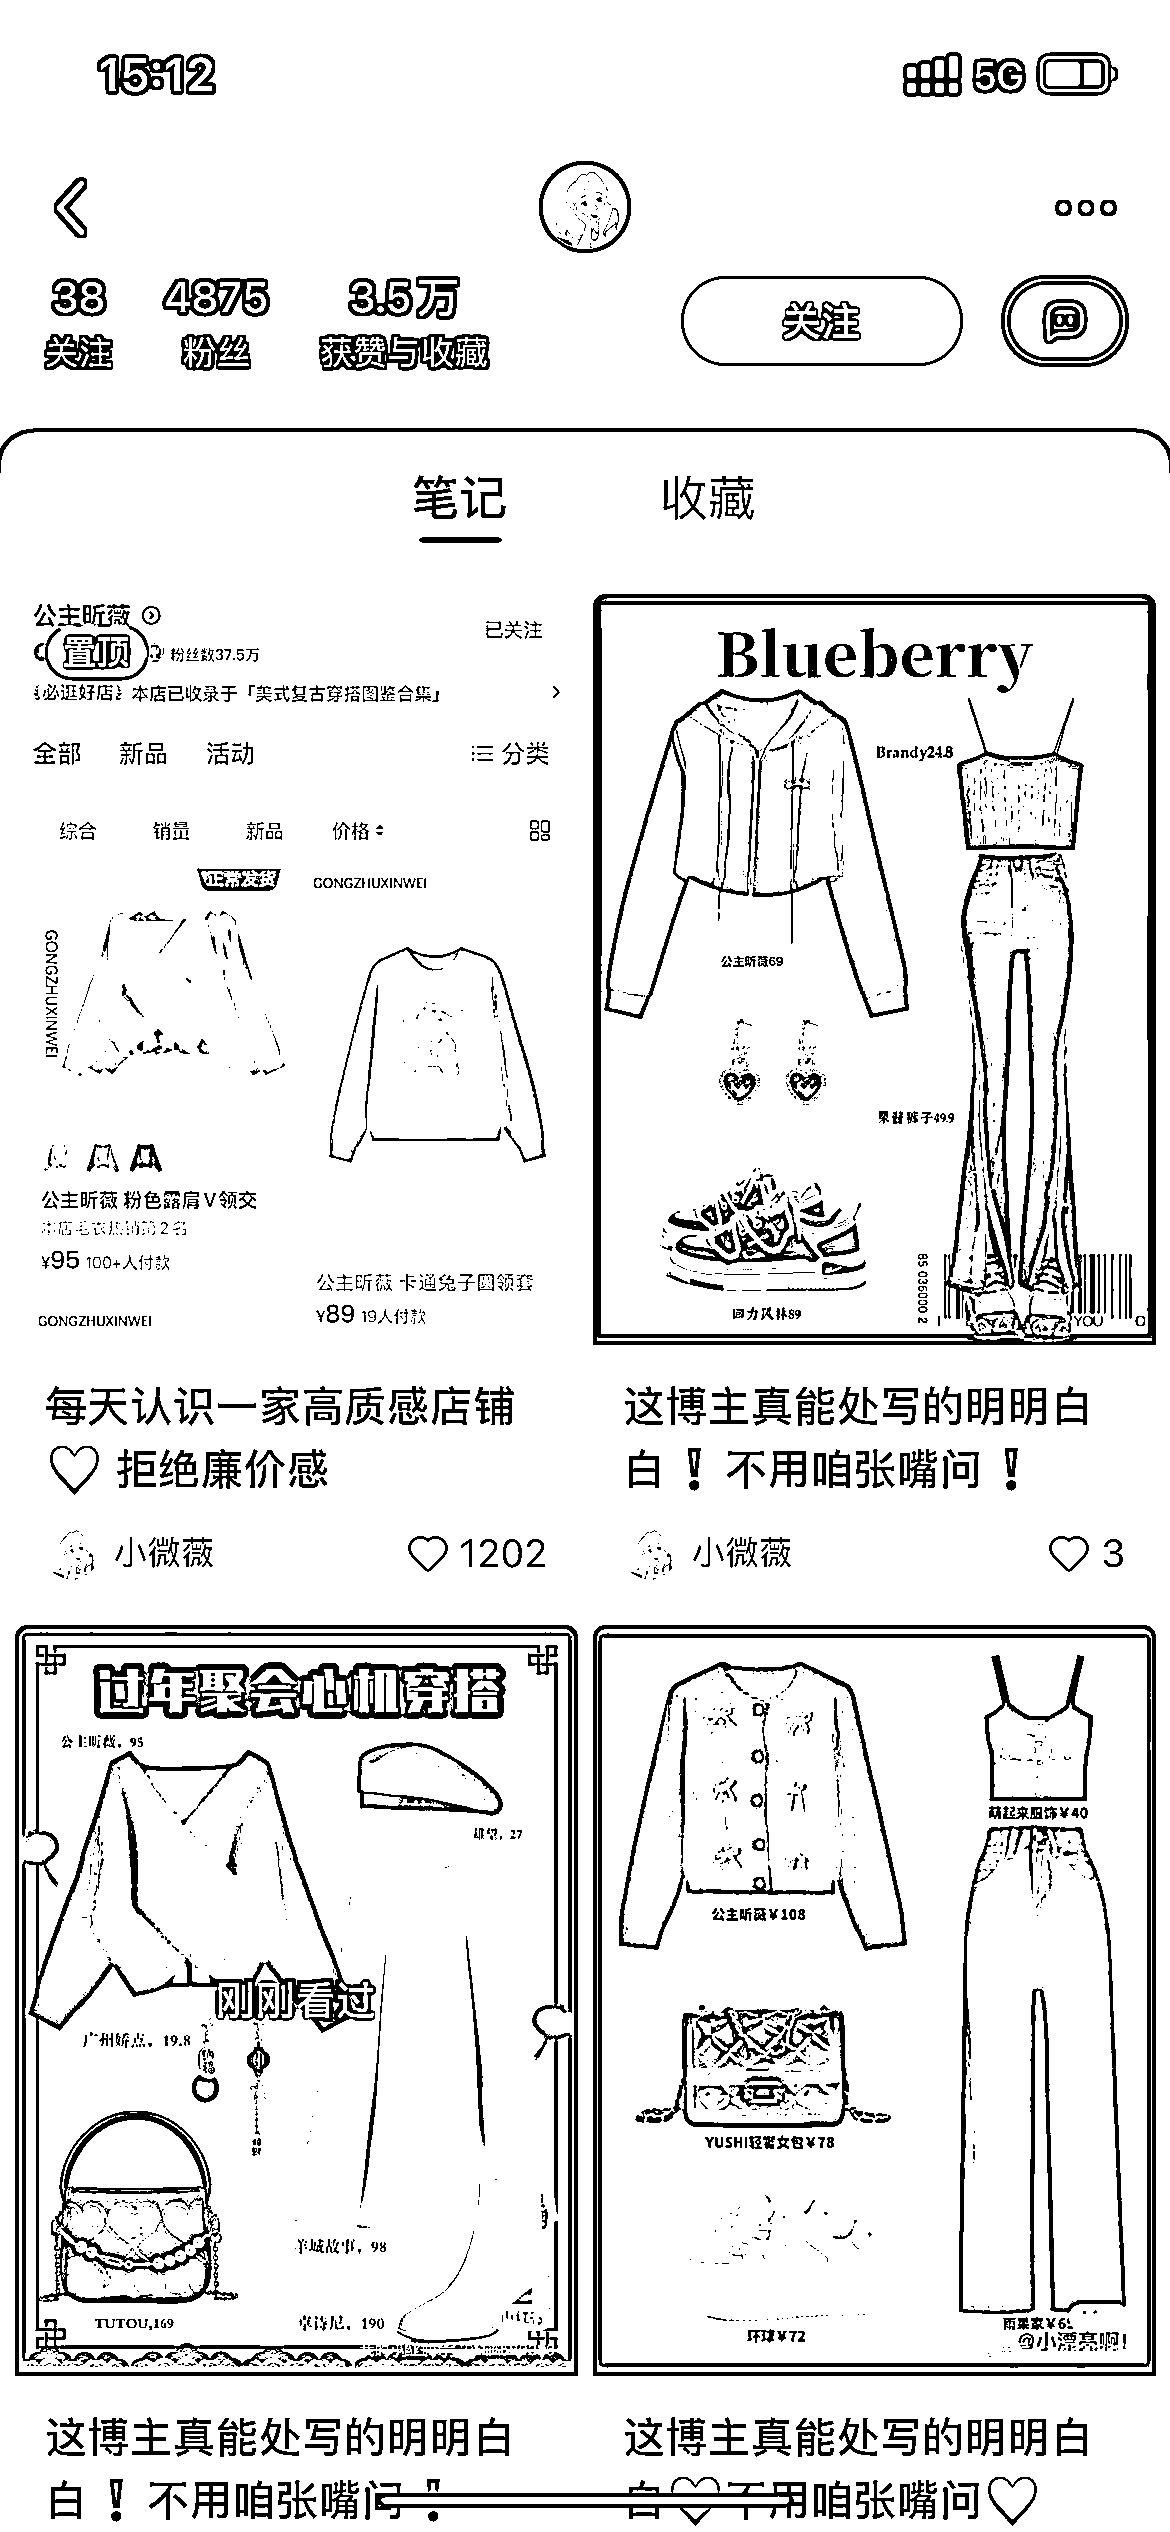 15:12
5G
38
4875
3.5万
关注
粉丝
获赞与收藏
关注
笔记
收藏
公主昕薇
置顶
粉丝数37.5万
已关注
必逛好店 本店已收录于「美式复古穿搭图鉴合集」
全部
新品
活动
分类
综合
销量
新品
价格
正常发货
GONGZHUXINWEI
GONGZHUXINWEI
公主昕薇 粉色露肩V领交
本店毛衣热销第2名
¥95 100+人付款
公主昕薇 卡通兔子圆领套
¥89 19人付款
GONGZHUXINWEI
Blueberry
Brandy24.8
公主昕薇69
裤子49.9
回力风林89
85 036000 2
YOU
每天认识一家高质感店铺
♡ 拒绝廉价感
小微薇
1202
这博主真能处写的明明白
白❗不用咱张嘴问❗
小微薇
3
过年聚会心机穿搭
公主昕薇，95
雄望，27
刚刚看过
广州娇点，19.8
羊城故事，98
TUTOU,169
卓诗尼，190
萌起来服饰￥40
公主昕薇￥108
YUSHI轻奢女包￥78
环球￥72
雨果家￥6
@小漂亮啊！
这博主真能处写的明明白
白❗不用咱张嘴问❗
这博主真能处写的明明白
白♡不用咱张嘴问♡